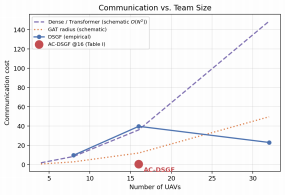 Communication vs. Team Size
Dense / Transformer (schematic O(N²))
GAT radius (schematic)
DSGF (empirical)
AC-DSGF @16 (Table I)
Communication cost
140
120
100
80
60
40
20
0
AC-DSGF
5
10
15
20
25
30
Number of UAVs